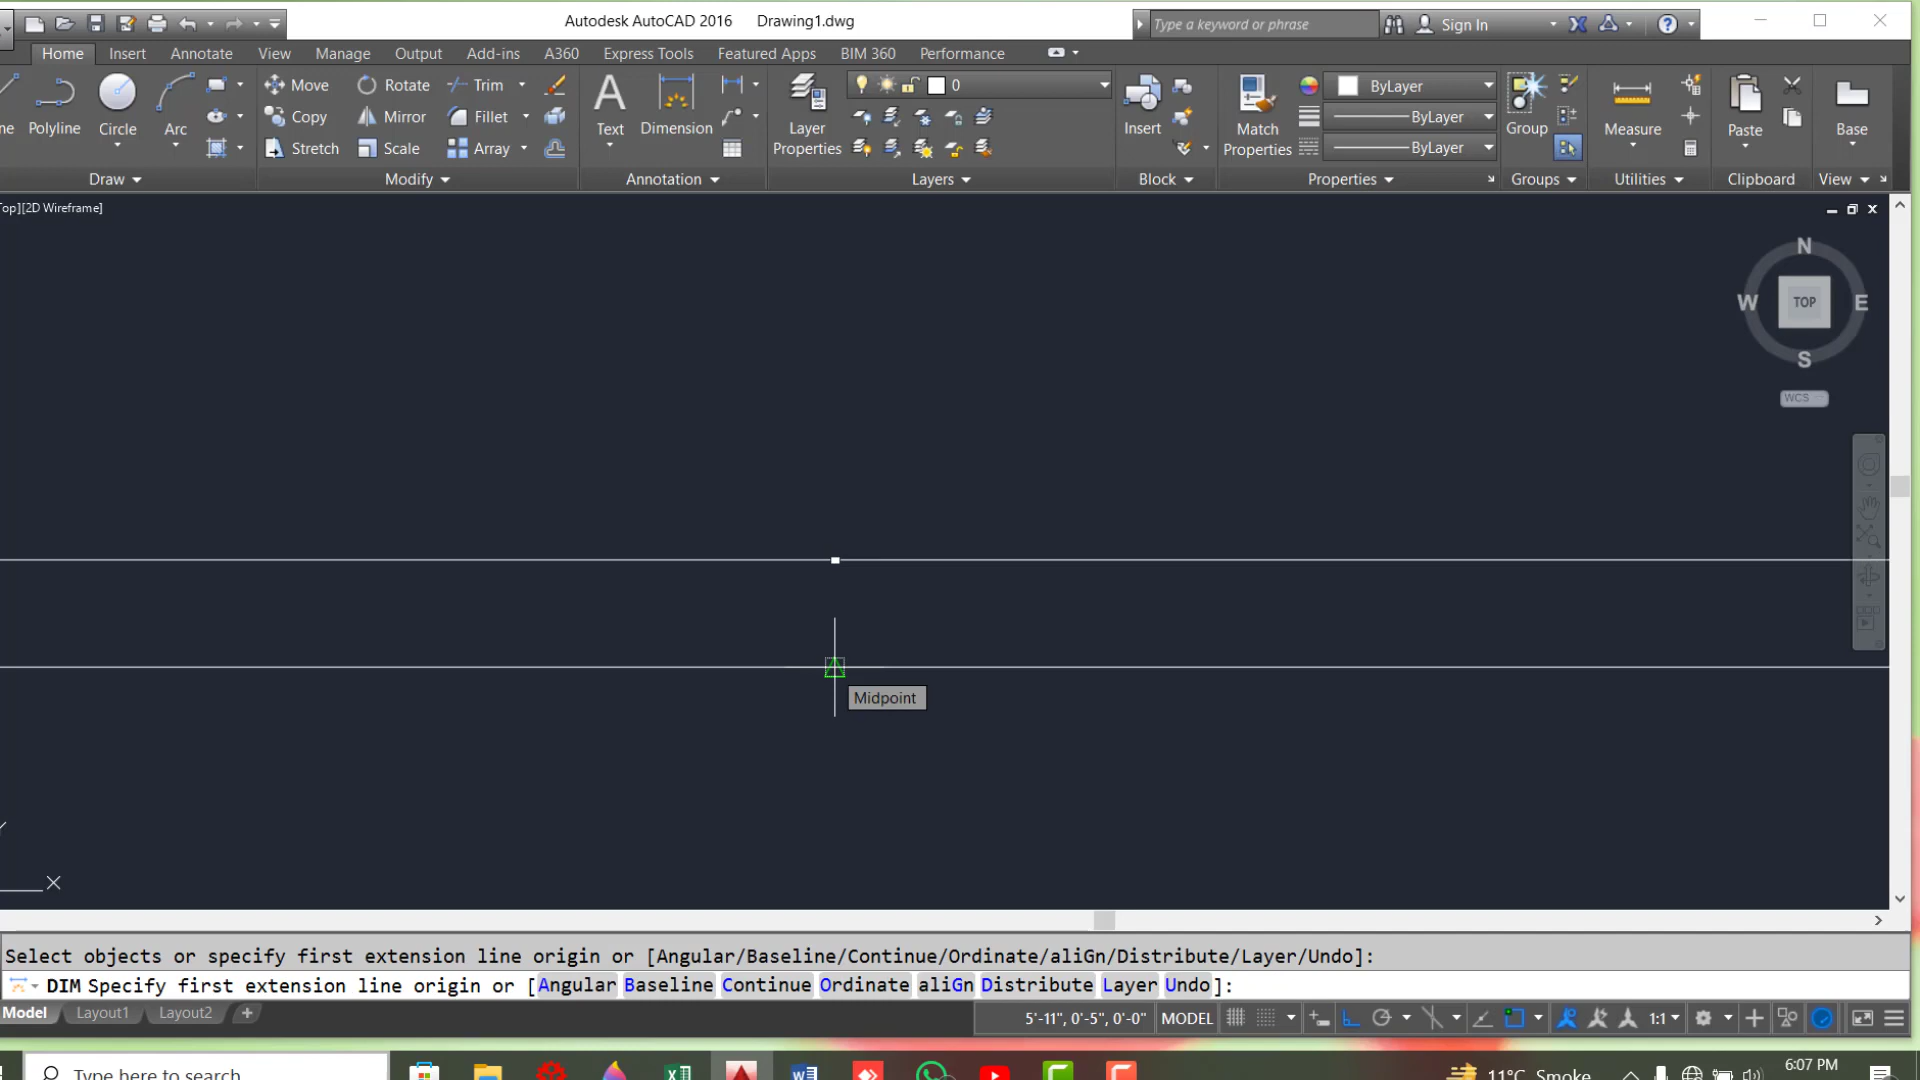 Autodesk AutoCAD 2016 Drawing1.dwg
Type a keyword or phrase
Sign In
Home Insert Annotate View Manage Output Add-ins A360 Express Tools Featured Apps BIM 360 Performance
Polyline
Circle
Arc
Move
Rotate
Trim
Copy
Mirror
Fillet
Stretch
Scale
Array
Text
Dimension
Layer
Properties
0
Insert
Match
Properties
ByLayer
ByLayer
ByLayer
Group
Measure
Paste
Base
Draw Modify Annotation Layers Block Properties Groups Utilities Clipboard View
Top][2D Wireframe]
N
W TOP E
S
WCS
Midpoint
X
Select objects or specify first extension line origin or [Angular/Baseline/Continue/Ordinate/aliGn/Distribute/Layer/Undo]:
DIM Specify first extension line origin or [Angular Baseline Continue Ordinate aliGn Distribute Layer Undo]:
Model Layout1 Layout2 +
5'-11", 0'-5", 0'-0" MODEL 1:1
Type here to search
11°C Smoke
6:07 PM